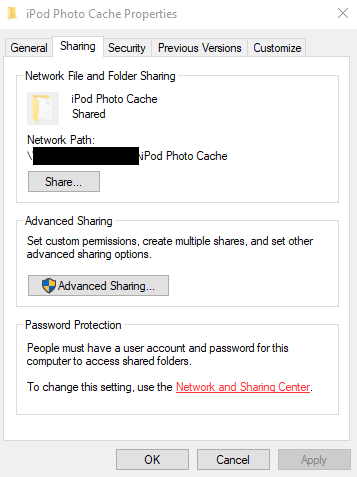 iPod Photo Cache Properties
General Sharing Security Previous Versions Customize
Network File and Folder Sharing
iPod Photo Cache
Shared
Network Path:
\ \iPod Photo Cache
Share...
Advanced Sharing
Set custom permissions, create multiple shares, and set other
advanced sharing options.
Advanced Sharing...
Password Protection
People must have a user account and password for this
computer to access shared folders.
To change this setting, use the Network and Sharing Center.
OK Cancel Apply